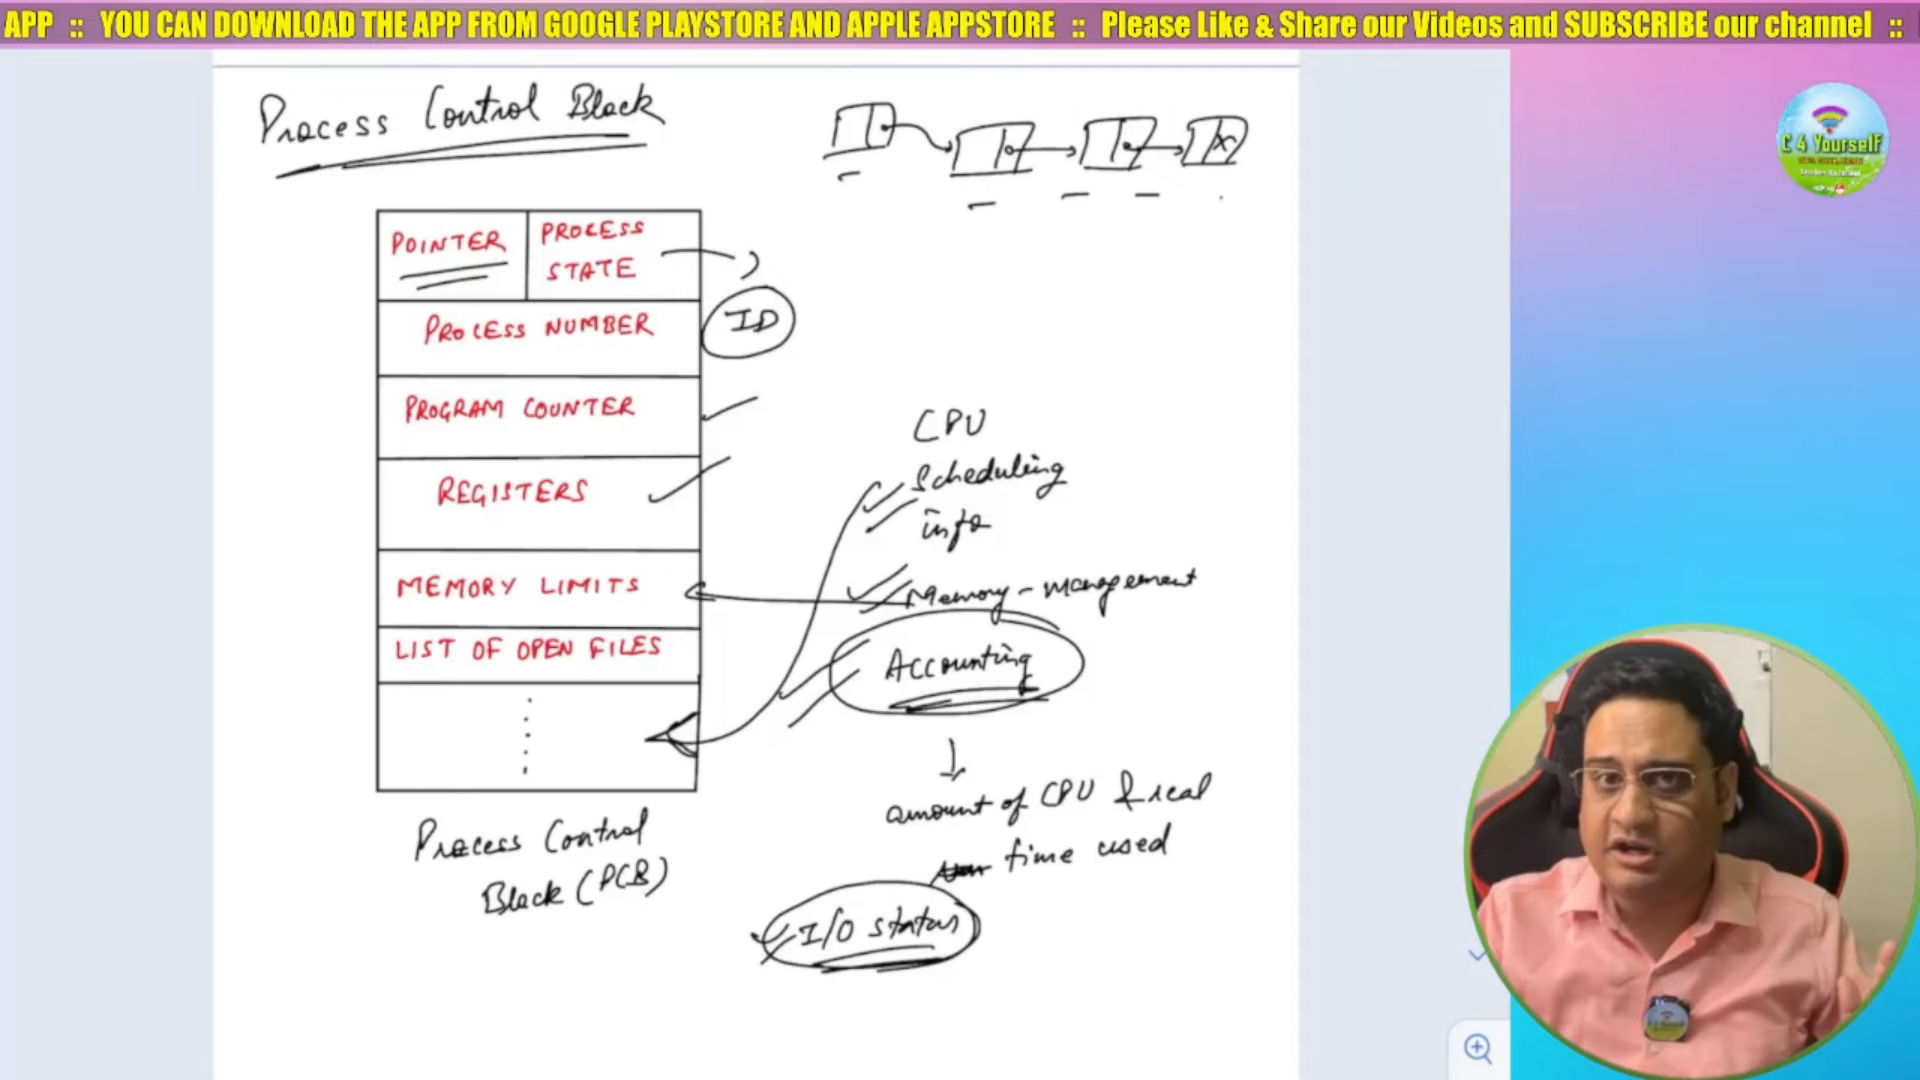 APP :: YOU CAN DOWNLOAD THE APP FROM GOOGLE PLAYSTORE AND APPLE APPSTORE :: Please Like & Share our Videos and SUBSCRIBE our channel ::
Process Control Block
C 4 YourselF
POINTER
PROCESS
STATE
PROCESS NUMBER
ID
PROGRAM COUNTER
REGISTERS
MEMORY LIMITS
LIST OF OPEN FILES
Process Control
Block (PCB)
CPU
Scheduling
info
Memory - management
Accounting
amount of CPU & real
time used
I/O status